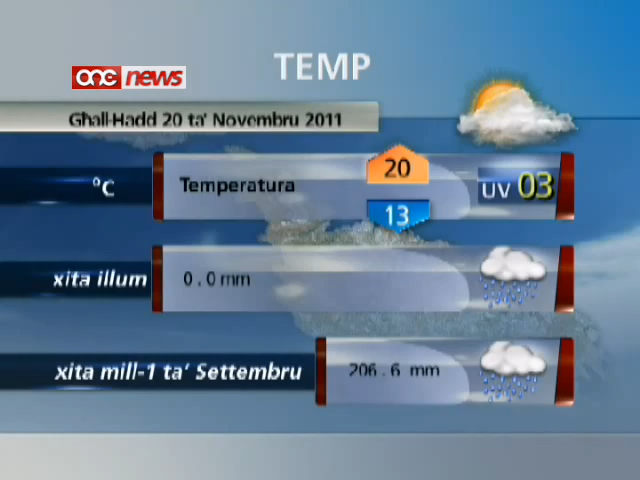 TEMP
one news
Għall-Ħadd 20 ta' Novembru 2011
°C
Temperatura
20
13
UV 03
xita illum
0.0 mm
xita mill-1 ta' Settembru
206.6 mm